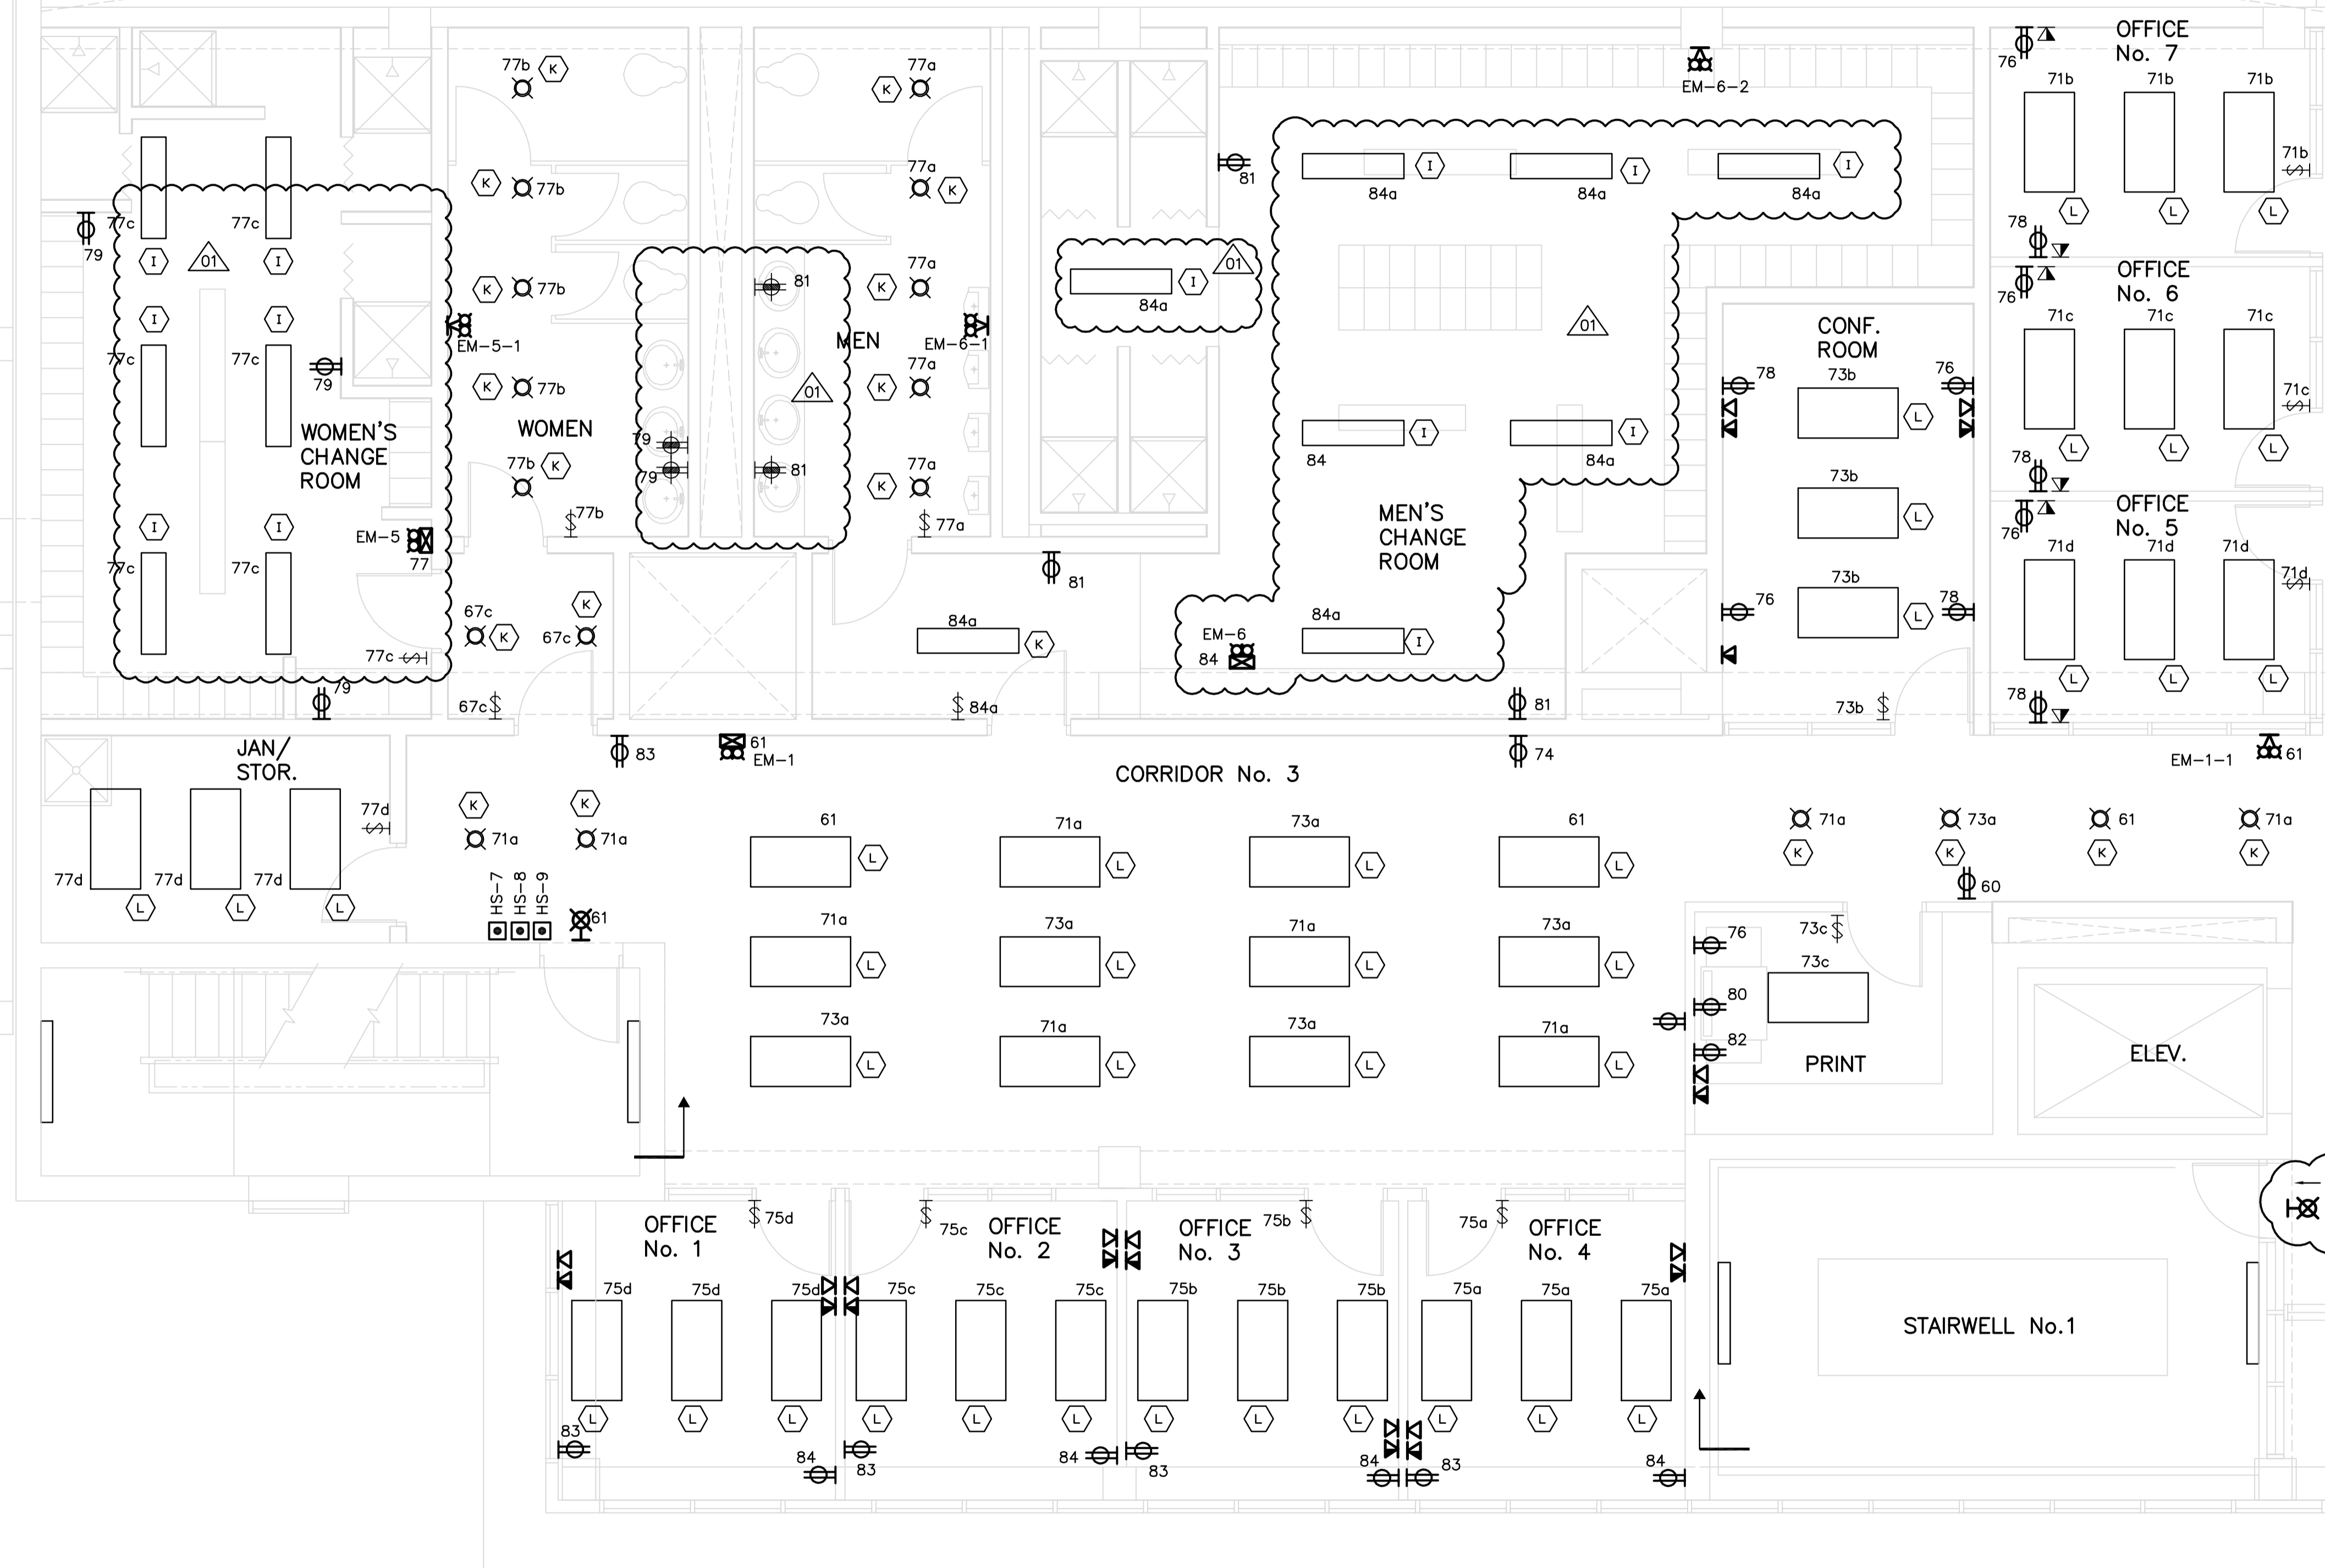 77b
K
K
77a
EM-6-2
76
OFFICE
No. 7
71b
71b
71b
K
77b
77a
K
81
I
I
I
84a
84a
84a
71b
L
L
L
77c
77c
79
I
01
I
K
77b
81
K
77a
I
01
84a
78
76
OFFICE
No. 6
I
I
EM-5-1
MEN
EM-6-1
01
CONF.
ROOM
71c
71c
71c
77c
77c
79
K
77b
01
K
77a
78
76
73b
L
71c
WOMEN'S
CHANGE
ROOM
WOMEN
79
I
I
84
84a
L
L
L
77b
K
79
81
K
77a
73b
78
L
76
OFFICE
No. 5
I
I
EM-5
77
77b
77a
MEN'S
CHANGE
ROOM
71d
71d
71d
77c
77c
81
73b
71d
67c
K
K
67c
84a
K
84a
I
EM-6
84
76
L
78
77c
79
67c
84a
81
73b
L
L
L
78
JAN/
STOR.
83
61
EM-1
CORRIDOR No. 3
74
EM-1-1
61
77d
K
K
71a
71a
61
71a
73a
61
71a
73a
61
71a
K
K
K
K
L
L
L
L
77d
77d
77d
L
L
L
HS-7
HS-8
HS-9
61
60
71a
73a
71a
73a
L
L
L
L
76
73c
73c
80
73a
71a
73a
71a
L
L
L
L
82
PRINT
ELEV.
OFFICE
No. 1
75d
75c
OFFICE
No. 2
OFFICE
No. 3
75b
75a
OFFICE
No. 4
75d
75d
75d
75c
75c
75c
75b
75b
75b
75a
75a
75a
STAIRWELL No.1
L
L
L
L
L
L
L
L
L
L
L
L
83
84
83
84
83
84
83
84